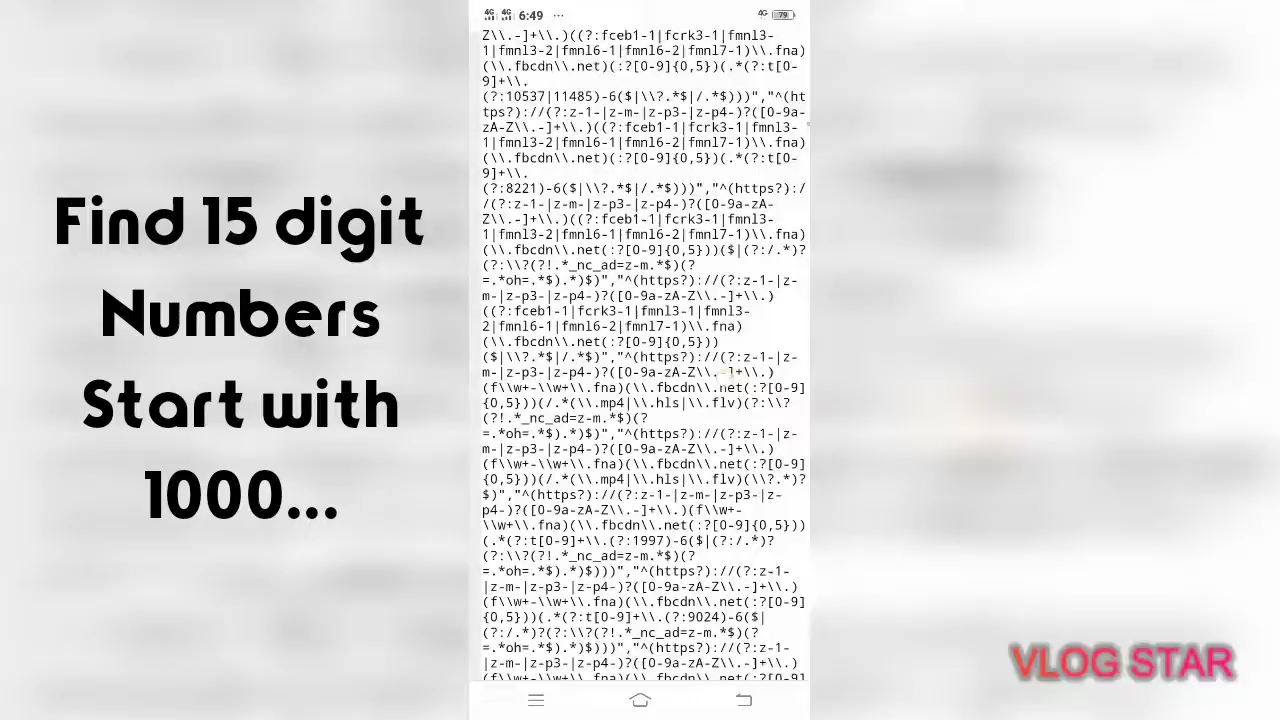 Find 15 digit
Numbers
Start with
1000...
4G 4G 6:49 ... 4G 79
Z\\.-]+\\.)((?:fceb1-1|fcrk3-1|fmnl3-
1|fmnl3-2|fmnl6-1|fmnl6-2|fmnl7-1)\\.fna)
(\\.fbcdn\\.net)(:?[0-9]{0,5})(.*(?:t[0-
9]+\\.
(?:10537|11485)-6($|\\?.*$|/.*$)))","^(ht
tps?)://(?:z-1-|z-m-|z-p3-|z-p4-)?([0-9a-
zA-Z\\.-]+\\.)((?:fceb1-1|fcrk3-1|fmnl3-
1|fmnl3-2|fmnl6-1|fmnl6-2|fmnl7-1)\\.fna)
(\\.fbcdn\\.net)(:?[0-9]{0,5})(.*(?:t[0-
9]+\\.
(?:8221)-6($|\\?.*$|/.*$)))","^(https?):/
/(?:z-1-|z-m-|z-p3-|z-p4-)?([0-9a-zA-
Z\\.-]+\\.)((?:fceb1-1|fcrk3-1|fmnl3-
1|fmnl3-2|fmnl6-1|fmnl6-2|fmnl7-1)\\.fna)
(\\.fbcdn\\.net(:?[0-9]{0,5}))($|(?:/.*)?
(?:\\?(?!.*_nc_ad=z-m.*$)(?
=.*oh=.*$).*)$)","^(https?)://(?:z-1-|z-
m-|z-p3-|z-p4-)?([0-9a-zA-Z\\.-]+\\.)
((?:fceb1-1|fcrk3-1|fmnl3-1|fmnl3-
2|fmnl6-1|fmnl6-2|fmnl7-1)\\.fna)
(\\.fbcdn\\.net(:?[0-9]{0,5}))
($|\\?.*$|/.*$)","^(https?)://(?:z-1-|z-
m-|z-p3-|z-p4-)?([0-9a-zA-Z\\.-]+\\.)
(f\\w+-\\w+\\.fna)(\\.fbcdn\\.net(:?[0-9]
{0,5}))(/.*(\\.mp4|\\.hls|\\.flv)(?:\\?
(?!.*_nc_ad=z-m.*$)(?
=.*oh=.*$).*)$)","^(https?)://(?:z-1-|z-
m-|z-p3-|z-p4-)?([0-9a-zA-Z\\.-]+\\.)
(f\\w+-\\w+\\.fna)(\\.fbcdn\\.net(:?[0-9]
{0,5}))(/.*(\\.mp4|\\.hls|\\.flv)(\\?.*)?
$)","^(https?)://(?:z-1-|z-m-|z-p3-|z-
p4-)?([0-9a-zA-Z\\.-]+\\.)(f\\w+-
\\w+\\.fna)(\\.fbcdn\\.net(:?[0-9]{0,5}))
(.*(?:t[0-9]+\\.(?:1997)-6($|(?:/.*)?
(?:\\?(?!.*_nc_ad=z-m.*$)(?
=.*oh=.*$).*)$)))","^(https?)://(?:z-1-
|z-m-|z-p3-|z-p4-)?([0-9a-zA-Z\\.-]+\\.)
(f\\w+-\\w+\\.fna)(\\.fbcdn\\.net(:?[0-9]
{0,5}))(.*(?:t[0-9]+\\.(?:9024)-6($|
(?:/.*)?(?:\\?(?!.*_nc_ad=z-m.*$)(?
=.*oh=.*$).*)$)))","^(https?)://(?:z-1-
|z-m-|z-p3-|z-p4-)?([0-9a-zA-Z\\.-]+\\.)
(f\\w+-\\w+\\.fna)(\\.fbcdn\\.net(:?[0-9]
VLOG STAR